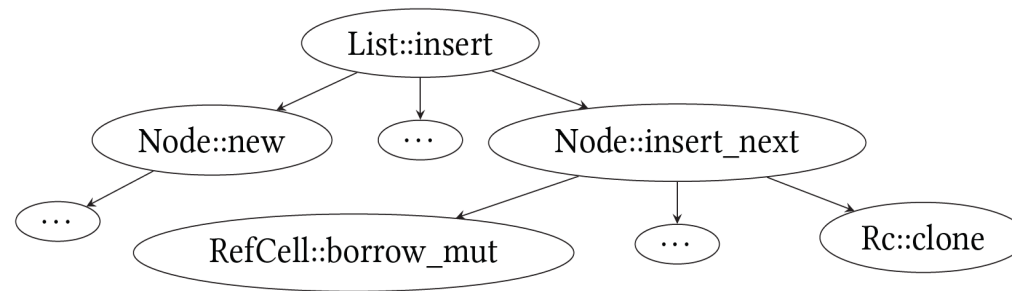 List::insert
Node::new
...
Node::insert_next
...
RefCell::borrow_mut
...
Rc::clone